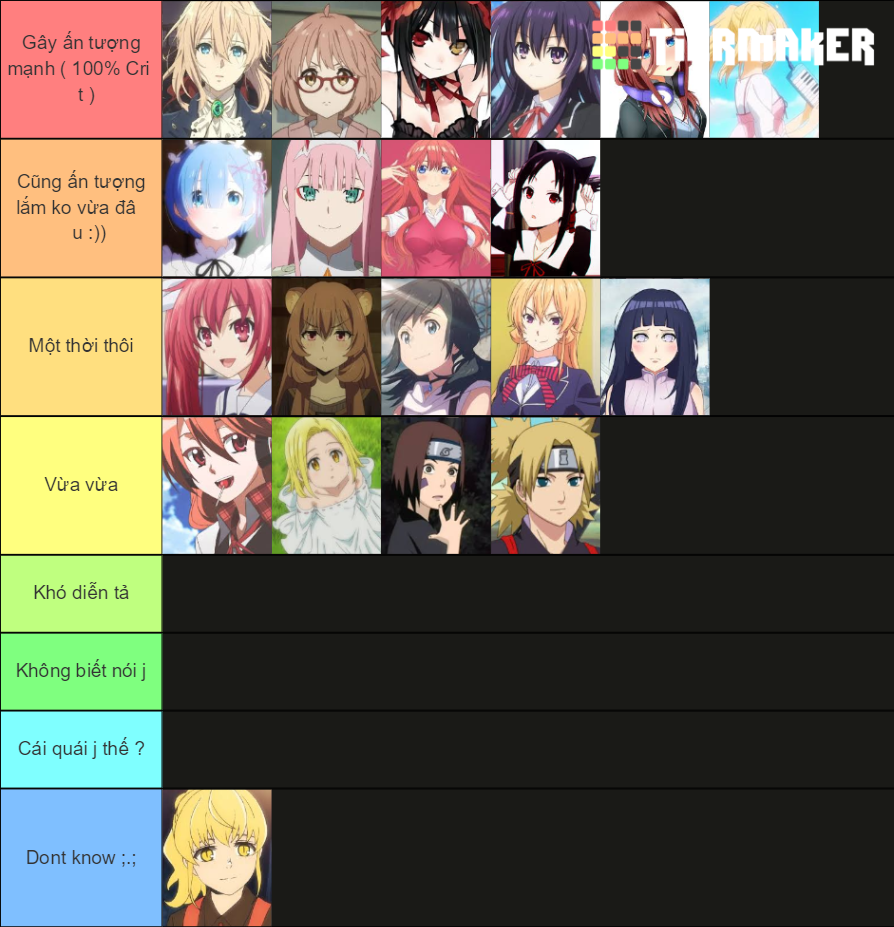 Gây ấn tượng
mạnh ( 100% Cri
t )
TiERMAKER
Cũng ấn tượng
lắm ko vừa đâ
u :))
Một thời thôi
Vừa vừa
Khó diễn tả
Không biết nói j
Cái quái j thế ?
Dont know ;.;